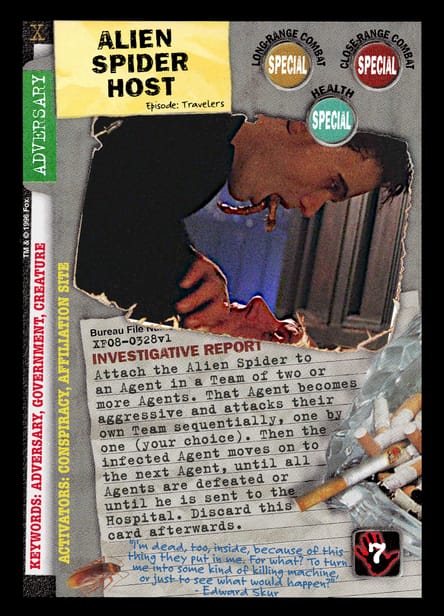 X
ALIEN
SPIDER
HOST
Episode: Travelers
LONG-RANGE COMBAT
SPECIAL
CLOSE-RANGE COMBAT
SPECIAL
HEALTH
SPECIAL
ADVERSARY
TM & © 1996 Fox.
KEYWORDS: ADVERSARY, GOVERNMENT, CREATURE
ACTIVATORS: CONSPIRACY, AFFILIATION SITE
Bureau File
XF08-0328v1
INVESTIGATIVE REPORT
Attach the Alien Spider to
an Agent in a Team of two or
more Agents. That Agent becomes
aggressive and attacks their
own Team sequentially, one by
one (your choice). Then the
infected Agent moves on to
the next Agent, until all
Agents are defeated or
until he is sent to the
Hospital. Discard this
card afterwards.
7
"I'm dead, too, inside, because of this
thing they put in me. For what? To turn
me into some kind of killing machine,
or just to see what would happen?"
- Edward Skur